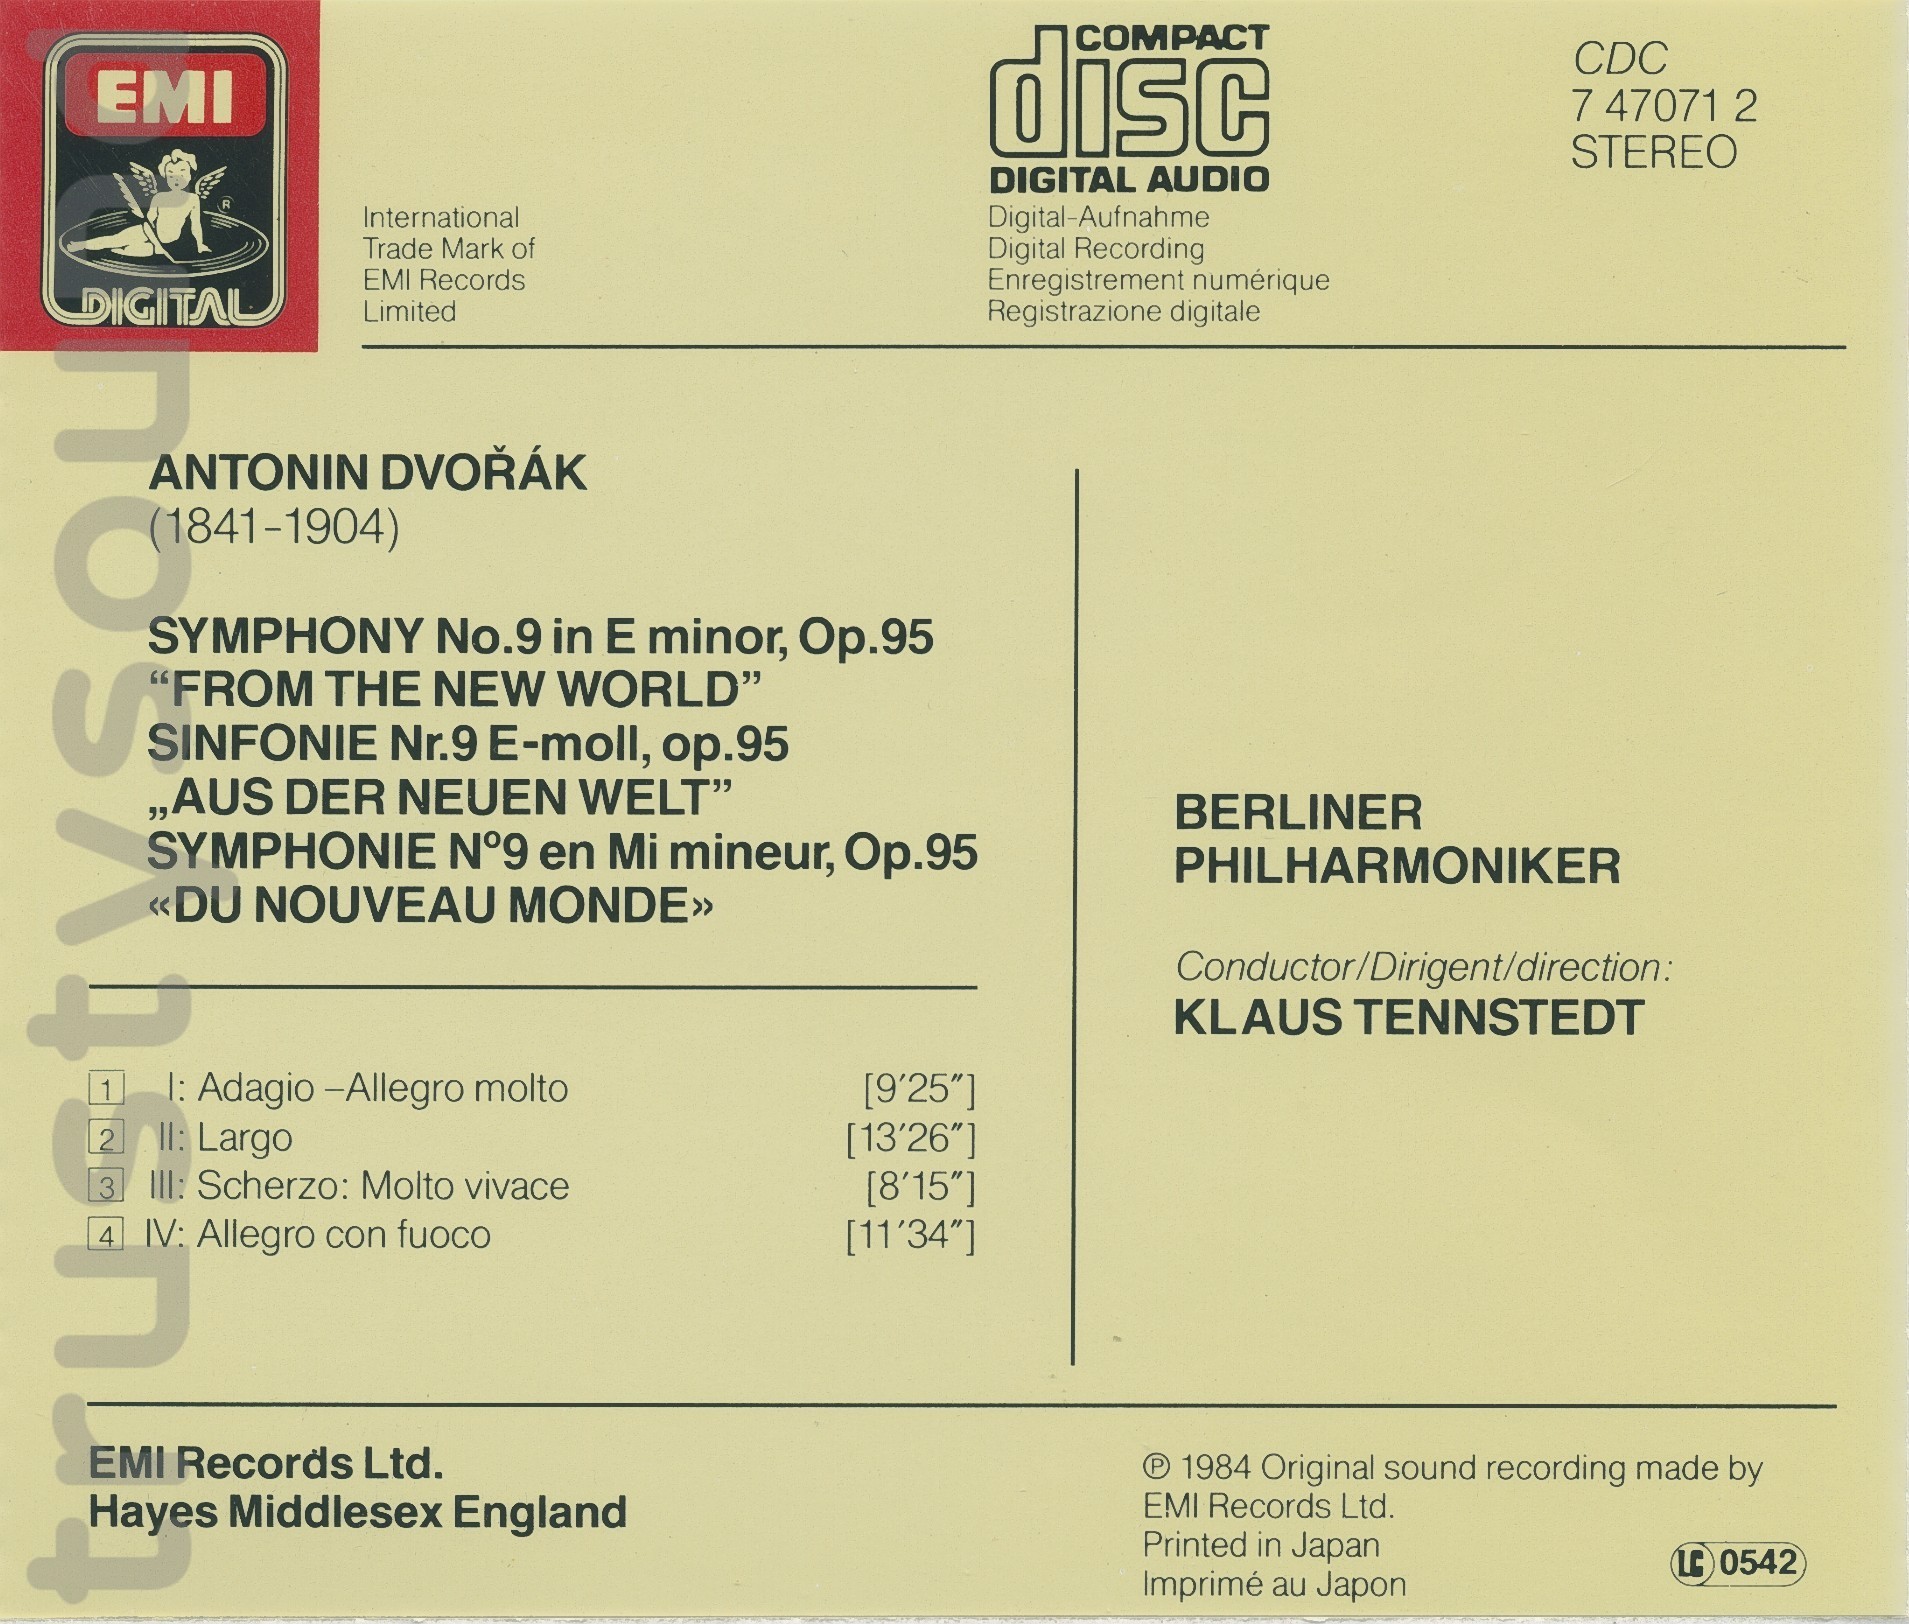 EMI
®
DIGITAL
International
Trade Mark of
EMI Records
Limited
COMPACT
disc
DIGITAL AUDIO
Digital-Aufnahme
Digital Recording
Enregistrement numérique
Registrazione digitale
CDC
7 47071 2
STEREO
ANTONIN DVOŘÁK
(1841-1904)
SYMPHONY No.9 in E minor, Op.95
“FROM THE NEW WORLD”
SINFONIE Nr.9 E-moll, op.95
„AUS DER NEUEN WELT”
SYMPHONIE Nº9 en Mi mineur, Op.95
«DU NOUVEAU MONDE»
1 I: Adagio –Allegro molto [9′25″]
2 II: Largo [13′26″]
3 III: Scherzo: Molto vivace [8′15″]
4 IV: Allegro con fuoco [11′34″]
BERLINER
PHILHARMONIKER
Conductor/Dirigent/direction:
KLAUS TENNSTEDT
EMI Records Ltd.
Hayes Middlesex England
℗ 1984 Original sound recording made by
EMI Records Ltd.
Printed in Japan
Imprimé au Japon
LC 0542